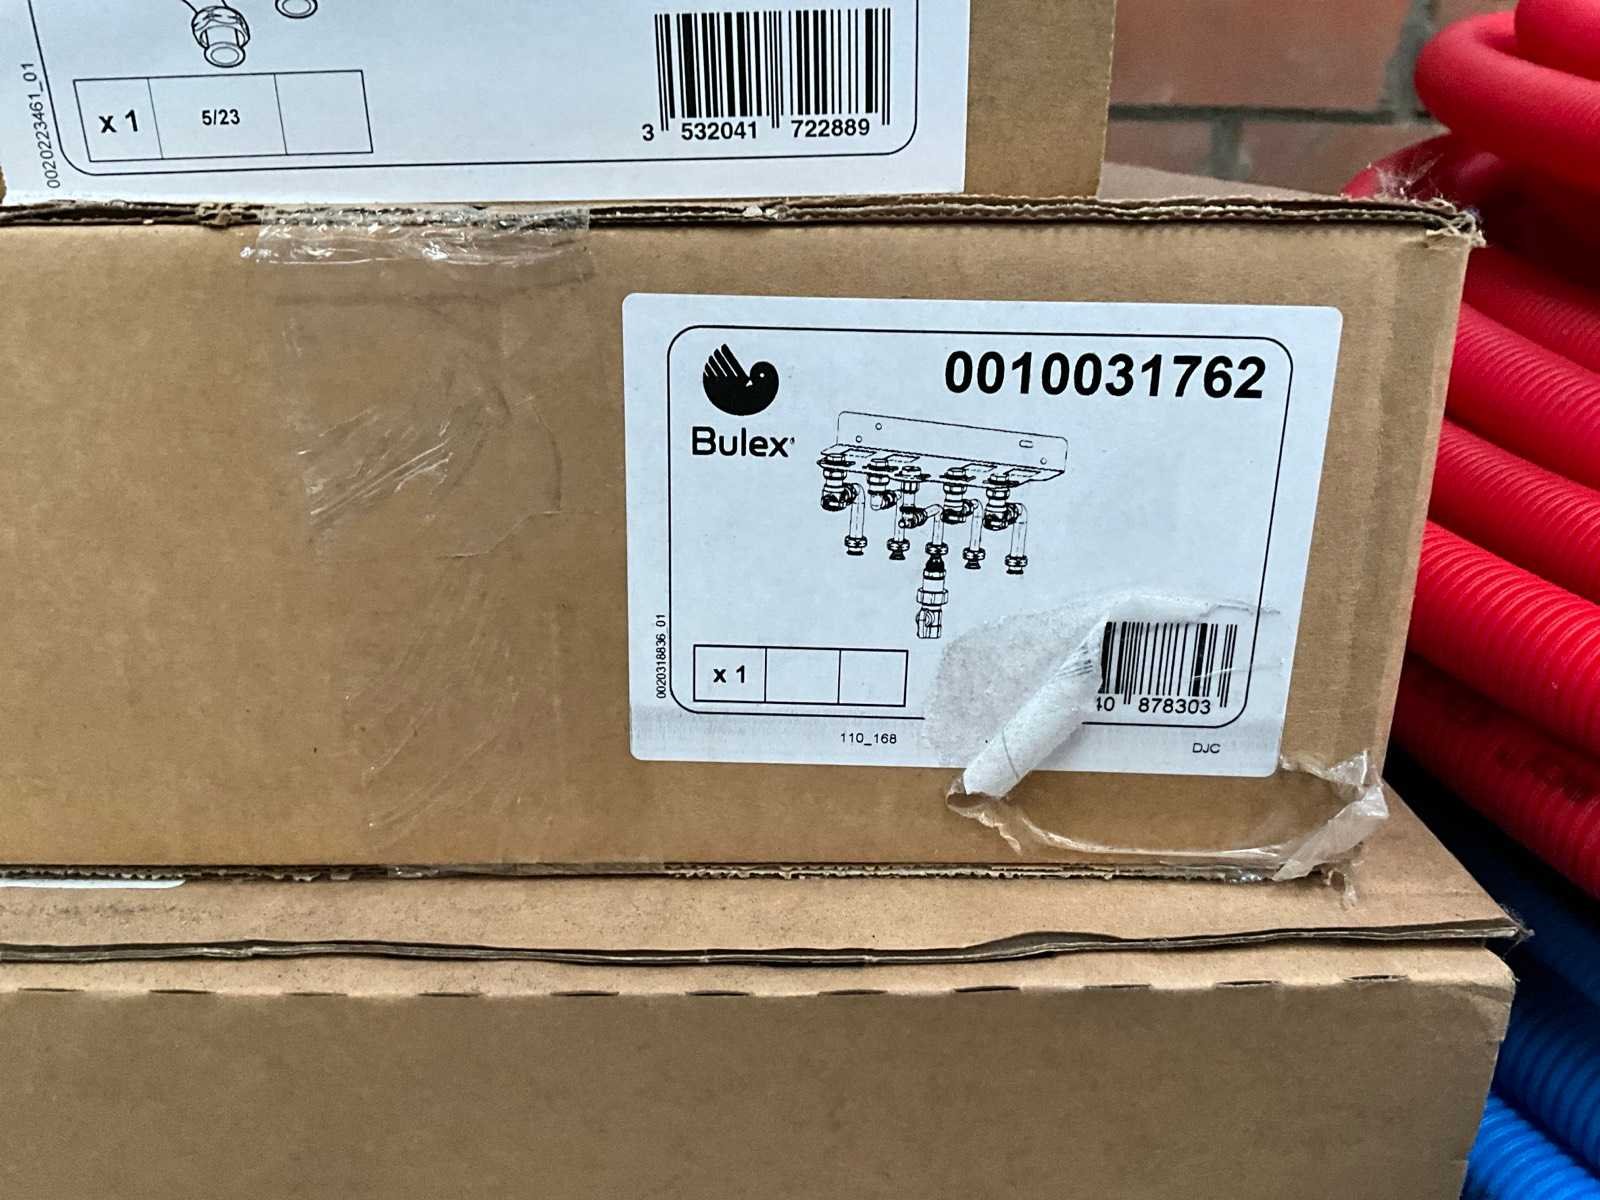 0020223461_01
x 1 5/23
3 532041 722889
0010031762
Bulex
0020318836_01
x 1
40 878303
110_168
DJC